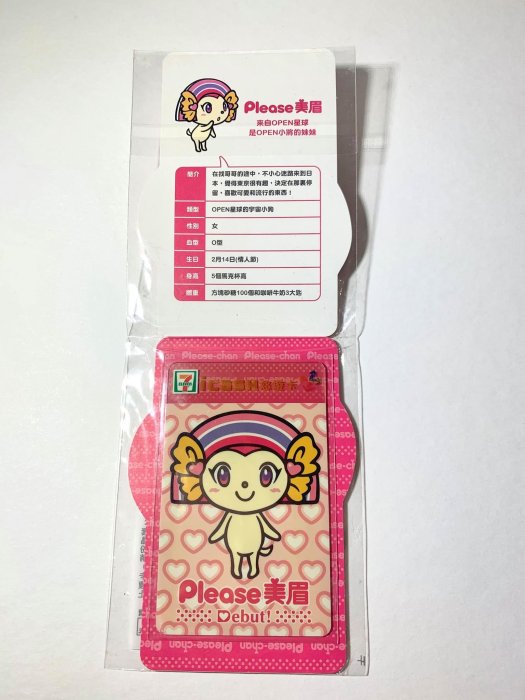 Please美眉
來自OPEN星球
是OPEN小將的妹妹
簡介 在找哥哥的途中，不小心迷路來到日
本，覺得東京很有趣，決定在那裏停
留，喜歡可愛和流行的東西！
類型 OPEN星球的宇宙小狗
性別 女
血型 O型
生日 2月14日(情人節)
身高 5個馬克杯高
體重 方塊砂糖100個和咖啡牛奶3大匙
Please-chan Please-chan
7
ELEVEN
icash
Please美眉
Debut!
Please-chan
Please-chan